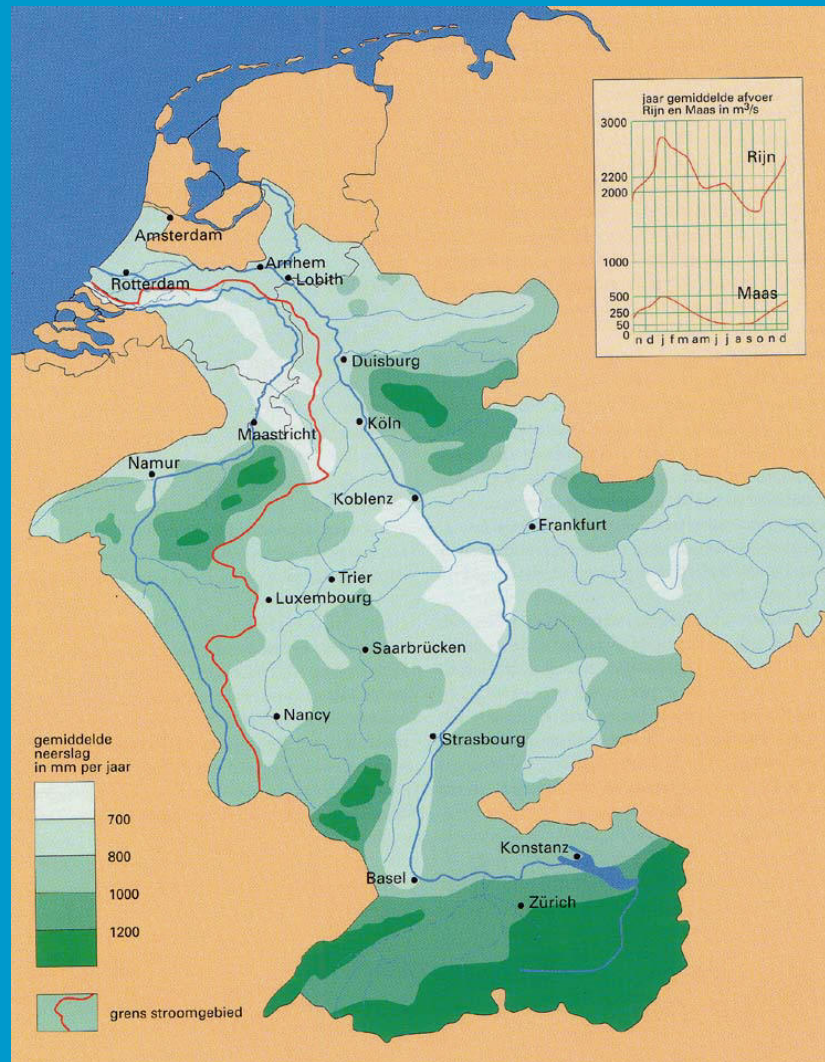 jaar gemiddelde afvoer
Rijn en Maas in m³/s
3000
Rijn
2200
2000
1000
Maas
500
250
50
0
n d j f m a m j j a s o n d
Amsterdam
Arnhem
Rotterdam
Lobith
Duisburg
Maastricht
Köln
Namur
Koblenz
Frankfurt
Trier
Luxembourg
Saarbrücken
Nancy
Strasbourg
Konstanz
Basel
Zürich
gemiddelde
neerslag
in mm per jaar
700
800
1000
1200
grens stroomgebied